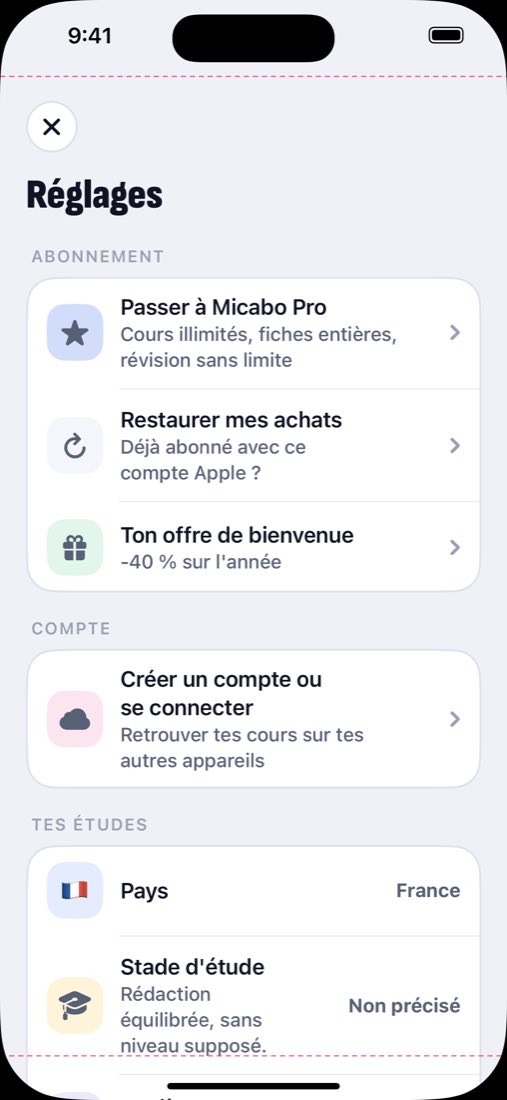 9:41
Réglages
ABONNEMENT
Passer à Micabo Pro
Cours illimités, fiches entières,
révision sans limite
Restaurer mes achats
Déjà abonné avec ce
compte Apple ?
Ton offre de bienvenue
-40 % sur l'année
COMPTE
Créer un compte ou
se connecter
Retrouver tes cours sur tes
autres appareils
TES ÉTUDES
Pays
France
Stade d'étude
Rédaction
équilibrée, sans
niveau supposé.
Non précisé